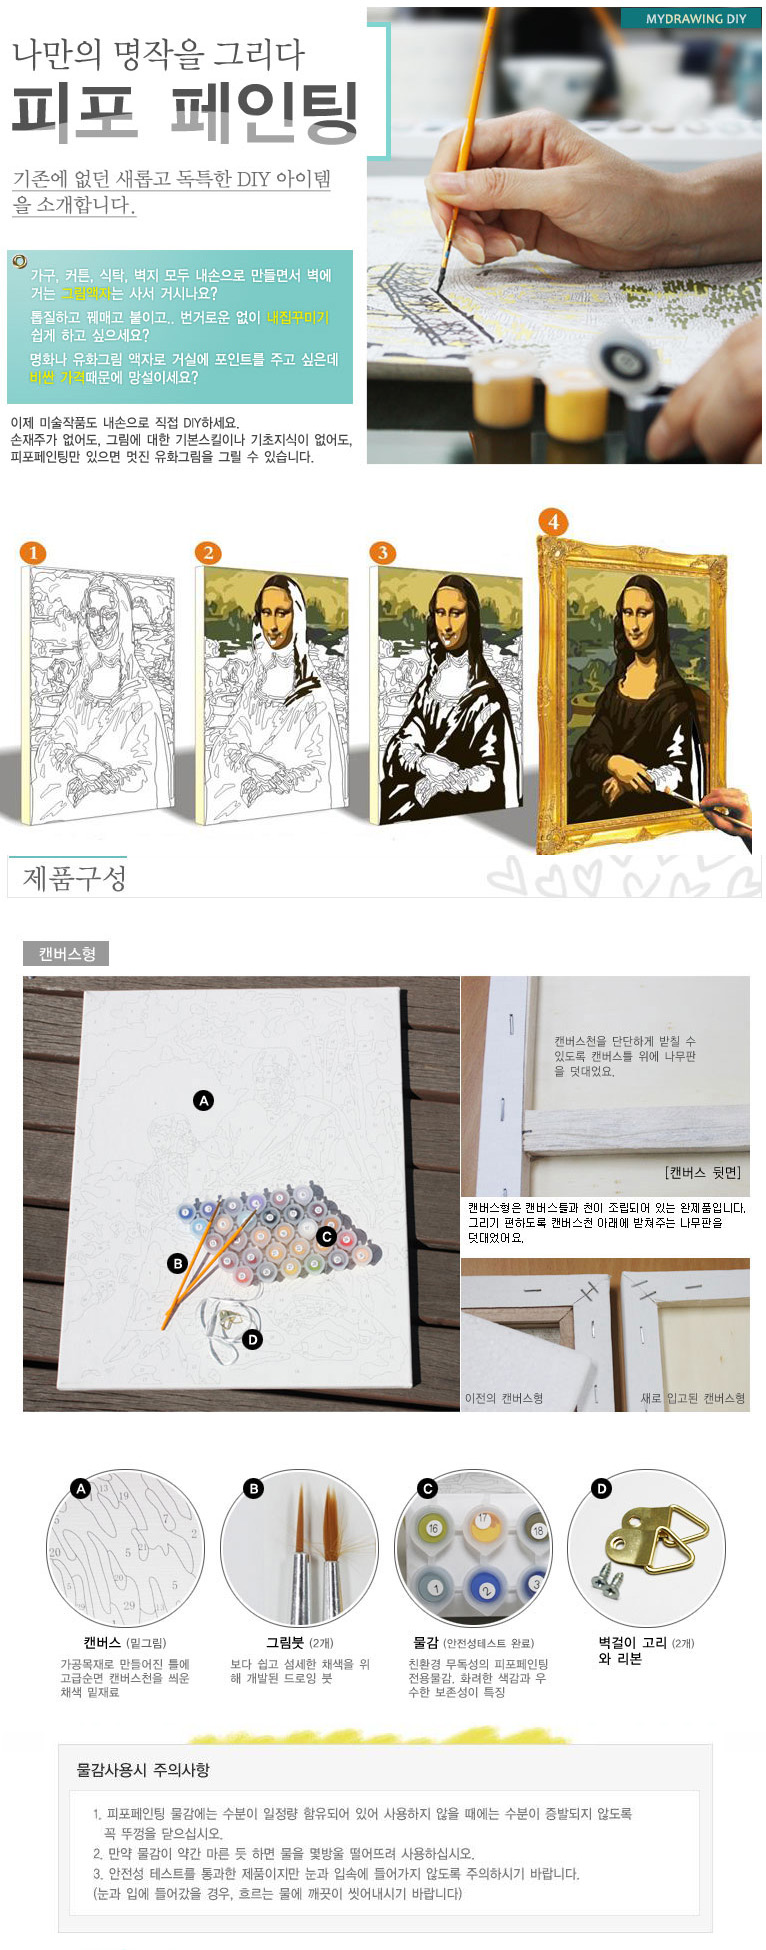 MYDRAWING DIY
나만의 명작을 그리다
피포 페인팅
기존에 없던 새롭고 독특한 DIY 아이템
을 소개합니다.
가구, 커튼, 식탁, 벽지 모두 내손으로 만들면서 벽에
거는 그림액자는 사서 거시나요?
톱질하고 꿰매고 붙이고.. 번거로운 없이 내집꾸미기
쉽게 하고 싶으세요?
명화나 유화그림 액자로 거실에 포인트를 주고 싶은데
비싼 가격때문에 망설이세요?
이제 미술작품도 내손으로 직접 DIY하세요.
손재주가 없어도, 그림에 대한 기본스킬이나 기초지식이 없어도,
피포페인팅만 있으면 멋진 유화그림을 그릴 수 있습니다.
1
2
3
4
제품구성
캔버스형
A
B
C
D
캔버스천을 단단하게 받칠 수
있도록 캔버스틀 위에 나무판
을 덧대었요.
[캔버스 뒷면]
캔버스형은 캔버스틀과 천이 조립되어 있는 완제품입니다.
그리기 편하도록 캔버스천 아래에 받쳐주는 나무판을
덧대었어요.
이전의 캔버스형
새로 입고된 캔버스형
A
13
19
7
5
20
5
25
5
29
캔버스 (밑그림)
가공목재로 만들어진 틀에
고급순면 캔버스천을 씌운
채색 밑재료
B
그림붓 (2개)
보다 쉽고 섬세한 채색을 위
해 개발된 드로잉 붓
C
16
17
18
1
2
3
물감 (안전성테스트 완료)
친환경 무독성의 피포페인팅
전용물감. 화려한 색감과 우
수한 보존성이 특징
D
벽걸이 고리 (2개)
와 리본
물감사용시 주의사항
1. 피포페인팅 물감에는 수분이 일정량 함유되어 있어 사용하지 않을 때에는 수분이 증발되지 않도록
꼭 뚜껑을 닫으십시오.
2. 만약 물감이 약간 마른 듯 하면 물을 몇방울 떨어뜨려 사용하십시오.
3. 안전성 테스트를 통과한 제품이지만 눈과 입속에 들어가지 않도록 주의하시기 바랍니다.
(눈과 입에 들어갔을 경우, 흐르는 물에 깨끗이 씻어내시기 바랍니다)